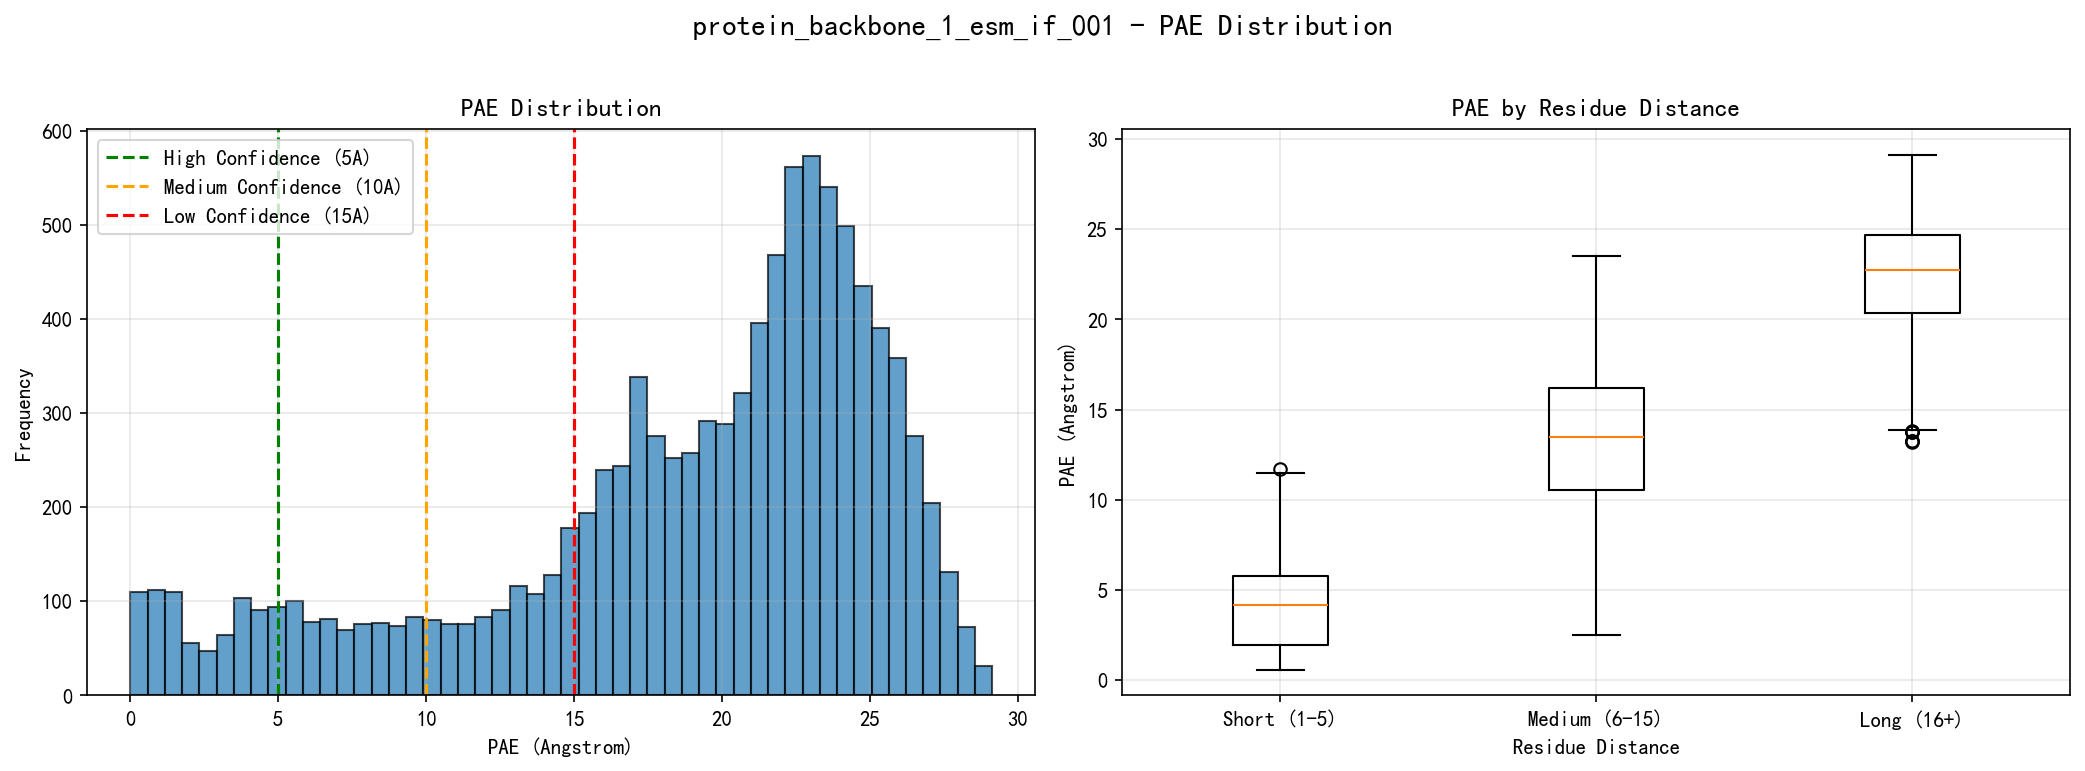 protein_backbone_1_esm_if_001 - PAE Distribution
PAE Distribution
High Confidence (5A)
Medium Confidence (10A)
Low Confidence (15A)
600
500
400
300
200
100
0
Frequency
0 5 10 15 20 25 30
PAE (Angstrom)
PAE by Residue Distance
30
25
20
15
10
5
0
PAE (Angstrom)
Short (1-5) Medium (6-15) Long (16+)
Residue Distance